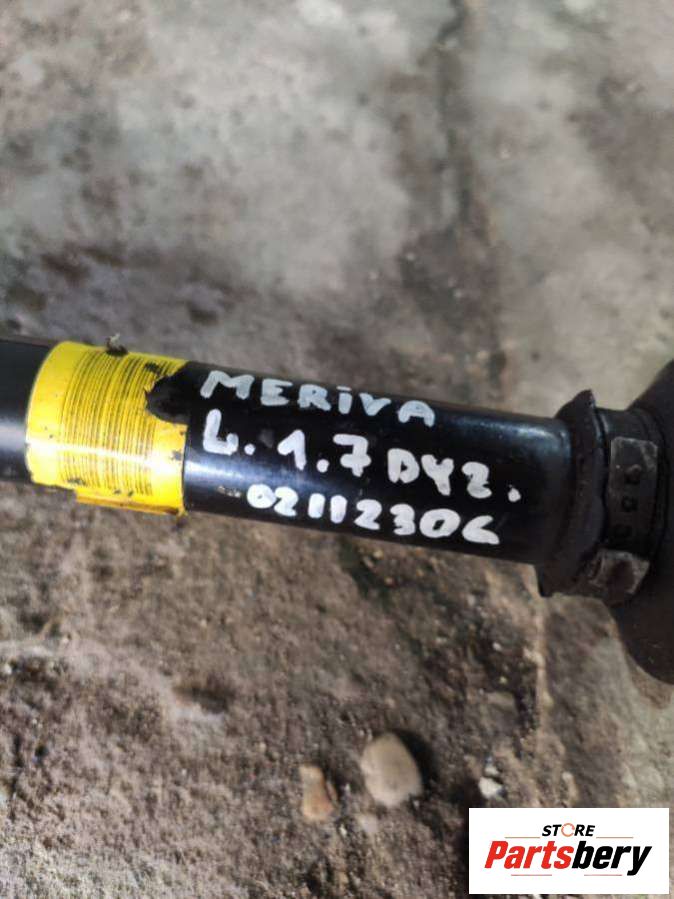 MERiVA
L. 1.7 DYZ.
02112306
STORE
Partsbery